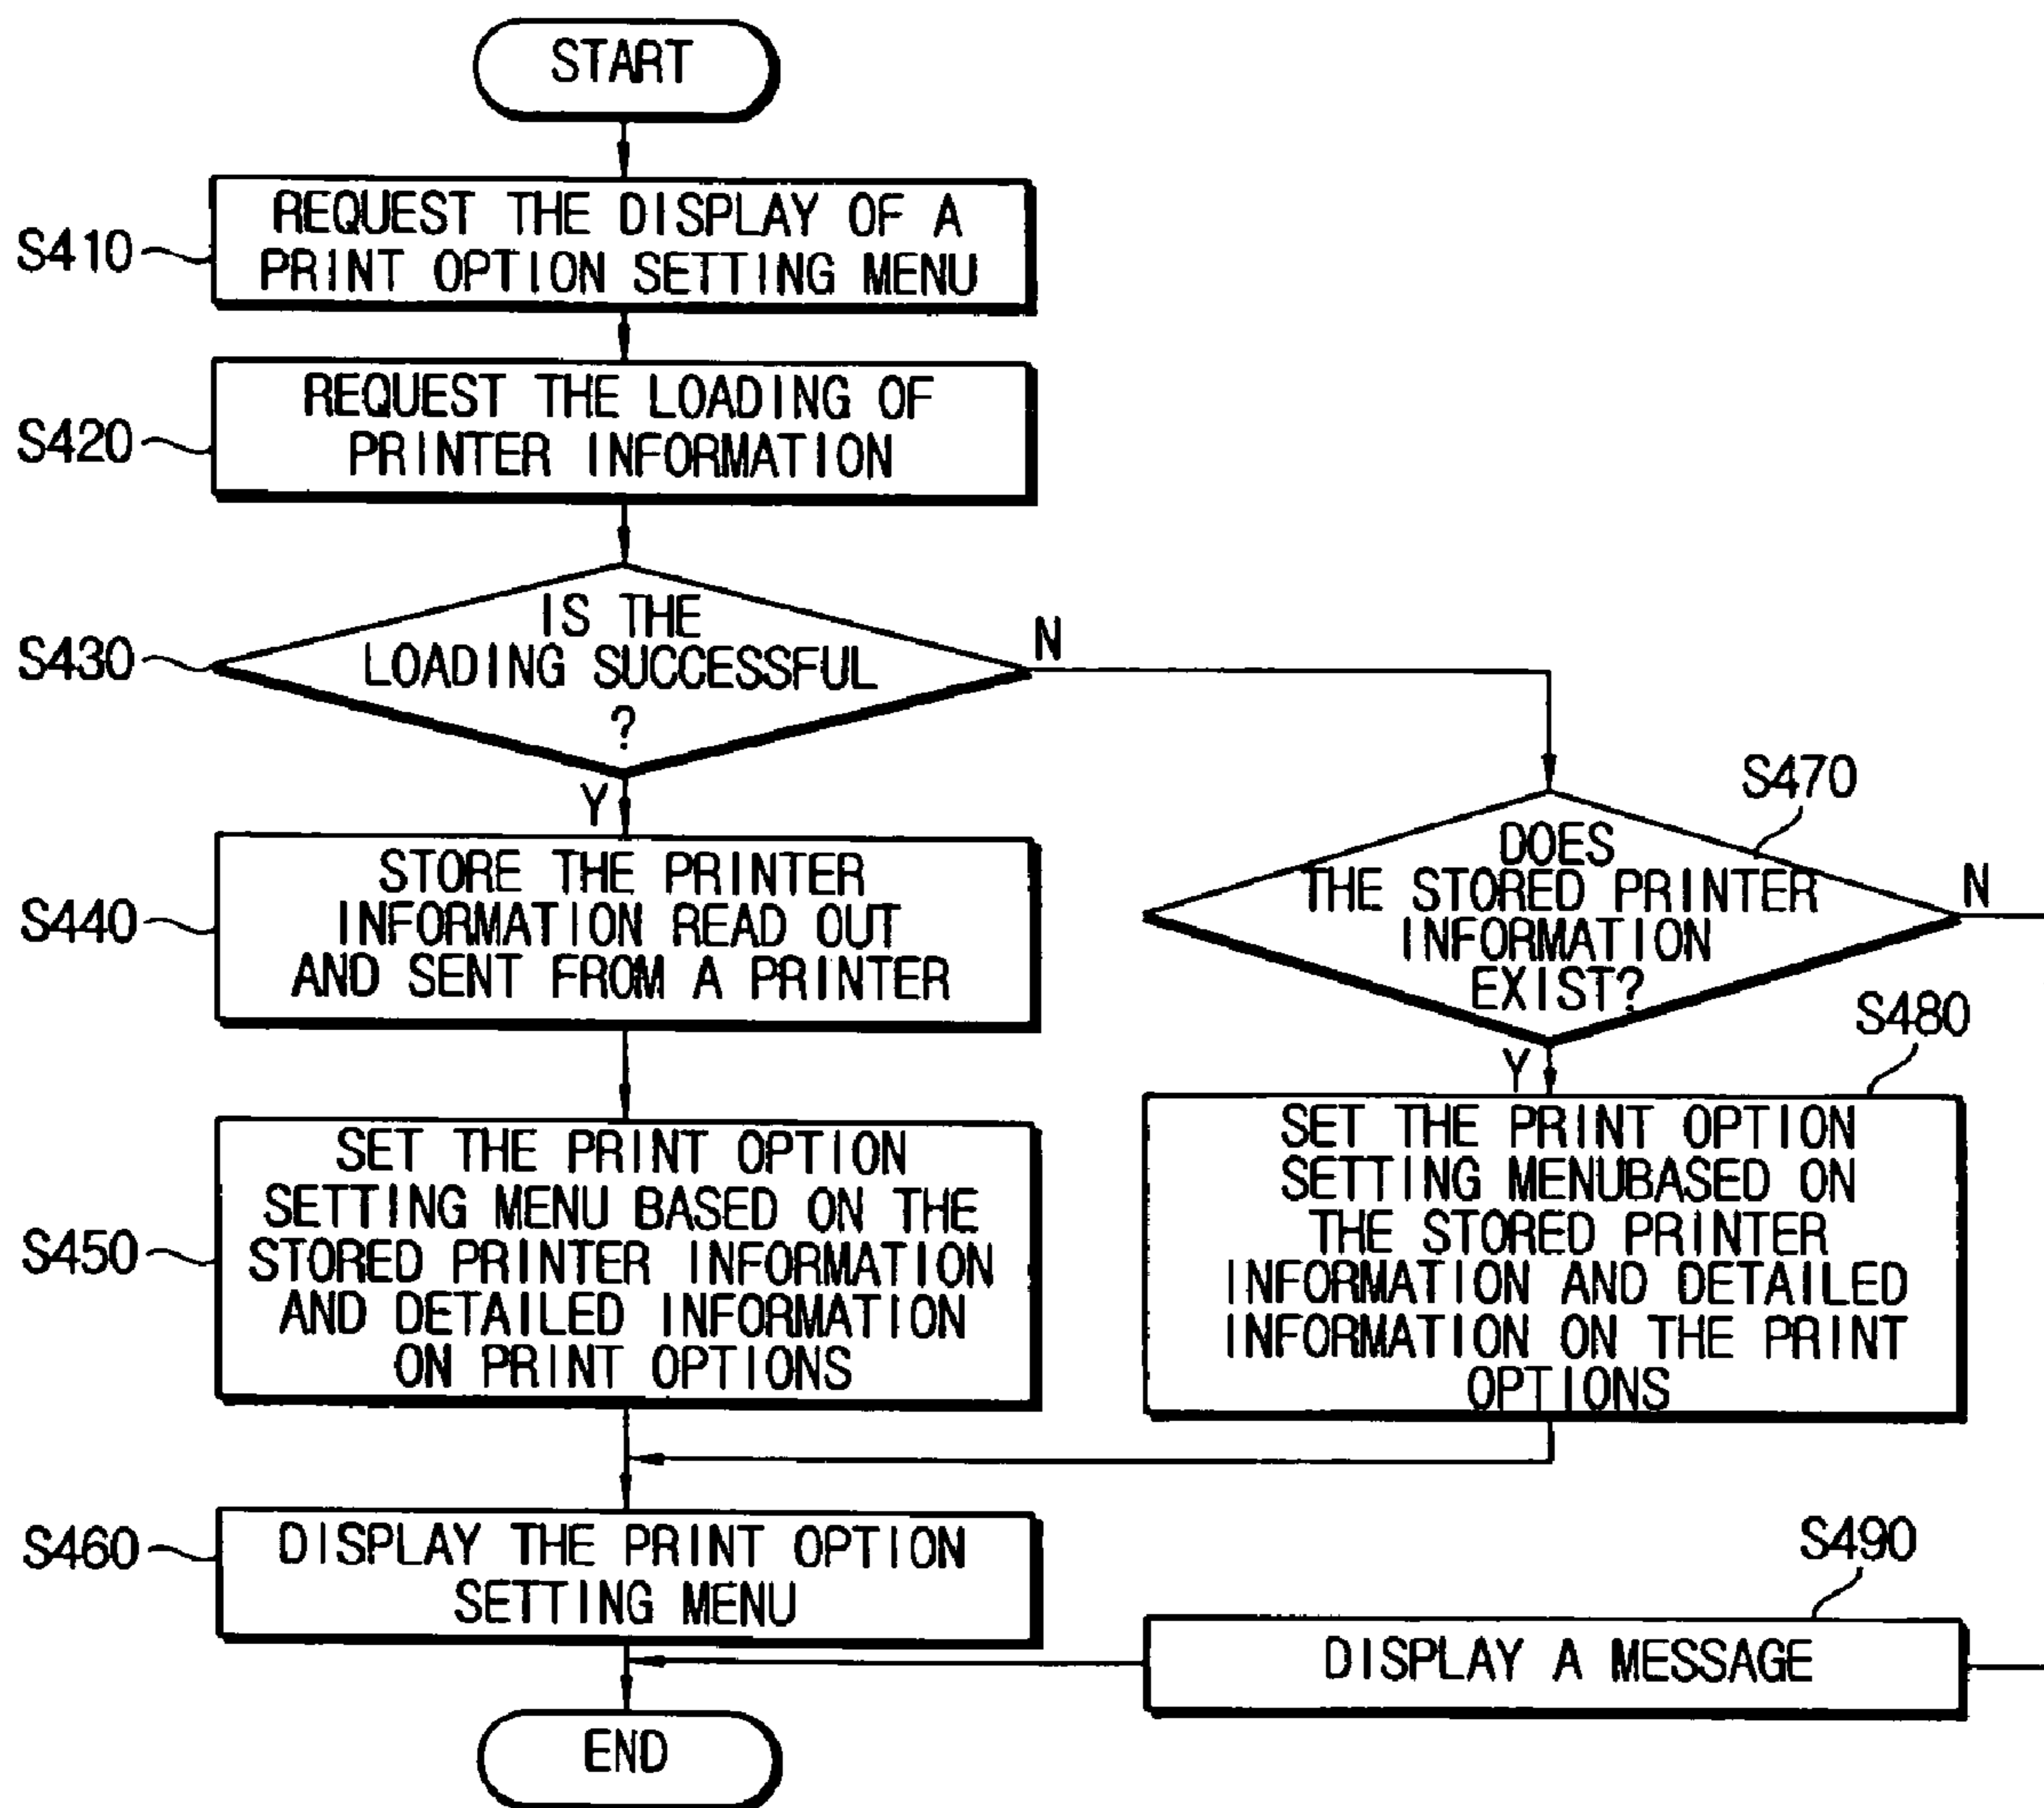 START
S410
REQUEST THE DISPLAY OF A
PRINT OPTION SETTING MENU
S420
REQUEST THE LOADING OF
PRINTER INFORMATION
S430
IS THE
LOADING SUCCESSFUL
?
N
Y
S440
STORE THE PRINTER
INFORMATION READ OUT
AND SENT FROM A PRINTER
S470
DOES
THE STORED PRINTER
INFORMATION
EXIST?
N
Y
S450
SET THE PRINT OPTION
SETTING MENU BASED ON THE
STORED PRINTER INFORMATION
AND DETAILED INFORMATION
ON PRINT OPTIONS
S480
SET THE PRINT OPTION
SETTING MENUBASED ON
THE STORED PRINTER
INFORMATION AND DETAILED
INFORMATION ON THE PRINT
OPTIONS
S460
DISPLAY THE PRINT OPTION
SETTING MENU
S490
DISPLAY A MESSAGE
END